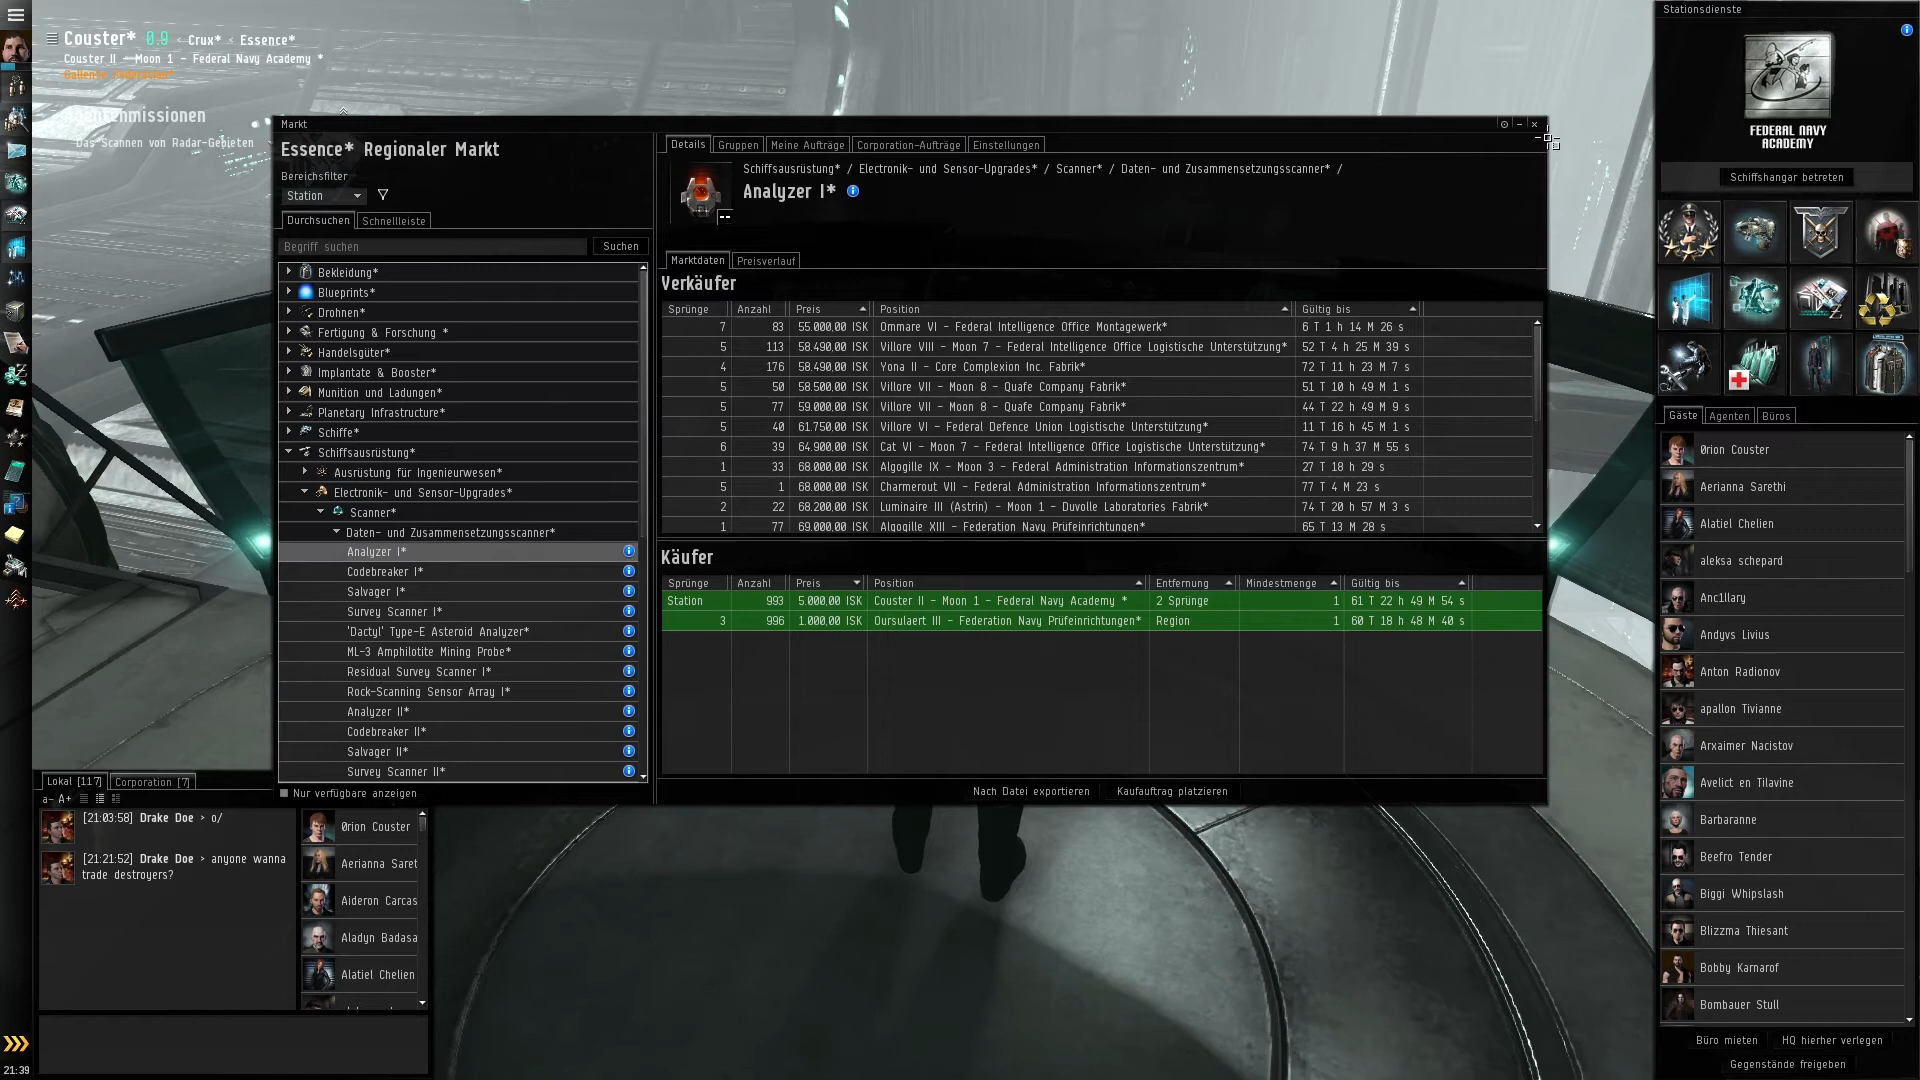 Couster* 0.9 < Crux* < Essence*
Couster II - Moon 1 - Federal Navy Academy *
Agentenmissionen
Das Scannen von Radar-Gebieten
Markt
Essence* Regionaler Markt
Bereichsfilter
Station
Durchsuchen Schnellleiste
Begriff suchen Suchen
Bekleidung*
Blueprints*
Drohnen*
Fertigung & Forschung *
Handelsgüter*
Implantate & Booster*
Munition und Ladungen*
Planetary Infrastructure*
Schiffe*
Schiffsausrüstung*
Ausrüstung für Ingenieurwesen*
Electronik- und Sensor-Upgrades*
Scanner*
Daten- und Zusammensetzungsscanner*
Analyzer I*
Codebreaker I*
Salvager I*
Survey Scanner I*
'Dactyl' Type-E Asteroid Analyzer*
ML-3 Amphilotite Mining Probe*
Residual Survey Scanner I*
Rock-Scanning Sensor Array I*
Analyzer II*
Codebreaker II*
Salvager II*
Survey Scanner II*
Nur verfügbare anzeigen
Details Gruppen Meine Aufträge Corporation-Aufträge Einstellungen
Schiffsausrüstung* / Electronik- und Sensor-Upgrades* / Scanner* / Daten- und Zusammensetzungsscanner* /
Analyzer I*
--
Marktdaten Preisverlauf
Verkäufer
Sprünge Anzahl Preis Position Gültig bis
7 83 55.000,00 ISK Ommare VI - Federal Intelligence Office Montagewerk* 6 T 1 h 14 M 26 s
5 113 58.490,00 ISK Villore VIII - Moon 7 - Federal Intelligence Office Logistische Unterstützung* 52 T 4 h 25 M 39 s
4 176 58.490,00 ISK Yona II - Core Complexion Inc. Fabrik* 72 T 11 h 23 M 7 s
5 50 58.500,00 ISK Villore VII - Moon 8 - Quafe Company Fabrik* 51 T 10 h 49 M 1 s
5 77 59.000,00 ISK Villore VII - Moon 8 - Quafe Company Fabrik* 44 T 22 h 49 M 9 s
5 40 61.750,00 ISK Villore VI - Federal Defence Union Logistische Unterstützung* 11 T 16 h 45 M 1 s
6 39 64.900,00 ISK Cat VI - Moon 7 - Federal Intelligence Office Logistische Unterstützung* 74 T 9 h 37 M 55 s
1 33 68.000,00 ISK Algogille IX - Moon 3 - Federal Administration Informationszentrum* 27 T 18 h 29 s
5 1 68.000,00 ISK Charmerout VII - Federal Administration Informationszentrum* 77 T 4 M 23 s
2 22 68.200,00 ISK Luminaire III (Astrin) - Moon 1 - Duvolle Laboratories Fabrik* 74 T 20 h 57 M 3 s
1 77 69.000,00 ISK Algogille XIII - Federation Navy Prüfeinrichtungen* 65 T 13 M 28 s
Käufer
Sprünge Anzahl Preis Position Entfernung Mindestmenge Gültig bis
Station 993 5.000,00 ISK Couster II - Moon 1 - Federal Navy Academy * 2 Sprünge 1 61 T 22 h 49 M 54 s
3 996 1.000,00 ISK Oursulaert III - Federation Navy Prüfeinrichtungen* Region 1 60 T 18 h 48 M 40 s
Nach Datei exportieren Kaufauftrag platzieren
Lokal [117] Corporation [7]
a- A+
[21:03:58] Drake Doe > o/
[21:21:52] Drake Doe > anyone wanna
trade destroyers?
0rion Couster
Aerianna Saret
Aideron Carcas
Aladyn Badasa
Alatiel Chelien
21:39
Stationsdienste
FEDERAL NAVY
ACADEMY
Schiffshangar betreten
Gäste Agenten Büros
0rion Couster
Aerianna Sarethi
Alatiel Chelien
aleksa schepard
Anc1llary
Andyvs Livius
Anton Radionov
apallon Tivianne
Arxaimer Nacistov
Avelict en Tilavine
Barbaranne
Beefro Tender
Biggi Whipslash
Blizzma Thiesant
Bobby Karnarof
Bombauer Stull
Büro mieten HQ hierher verlegen
Gegenstände freigeben